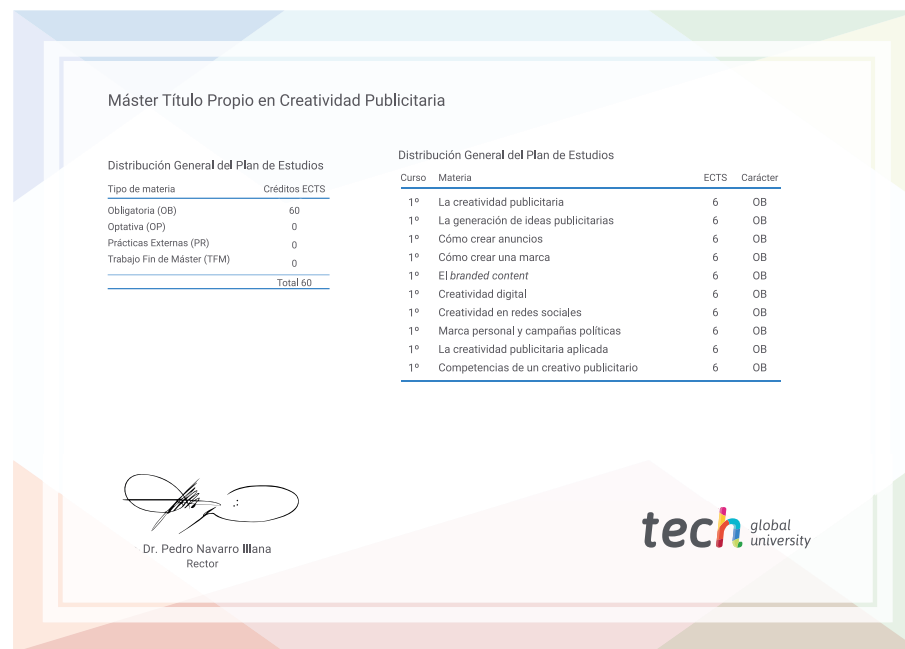 Máster Título Propio en Creatividad Publicitaria
Distribución General del Plan de Estudios
Tipo de materia Créditos ECTS
Obligatoria (OB) 60
Optativa (OP) 0
Prácticas Externas (PR) 0
Trabajo Fin de Máster (TFM) 0
Total 60
Distribución General del Plan de Estudios
Curso Materia ECTS Carácter
1º La creatividad publicitaria 6 OB
1º La generación de ideas publicitarias 6 OB
1º Cómo crear anuncios 6 OB
1º Cómo crear una marca 6 OB
1º El branded content 6 OB
1º Creatividad digital 6 OB
1º Creatividad en redes sociales 6 OB
1º Marca personal y campañas políticas 6 OB
1º La creatividad publicitaria aplicada 6 OB
1º Competencias de un creativo publicitario 6 OB
Dr. Pedro Navarro Illana
Rector
tech global
university